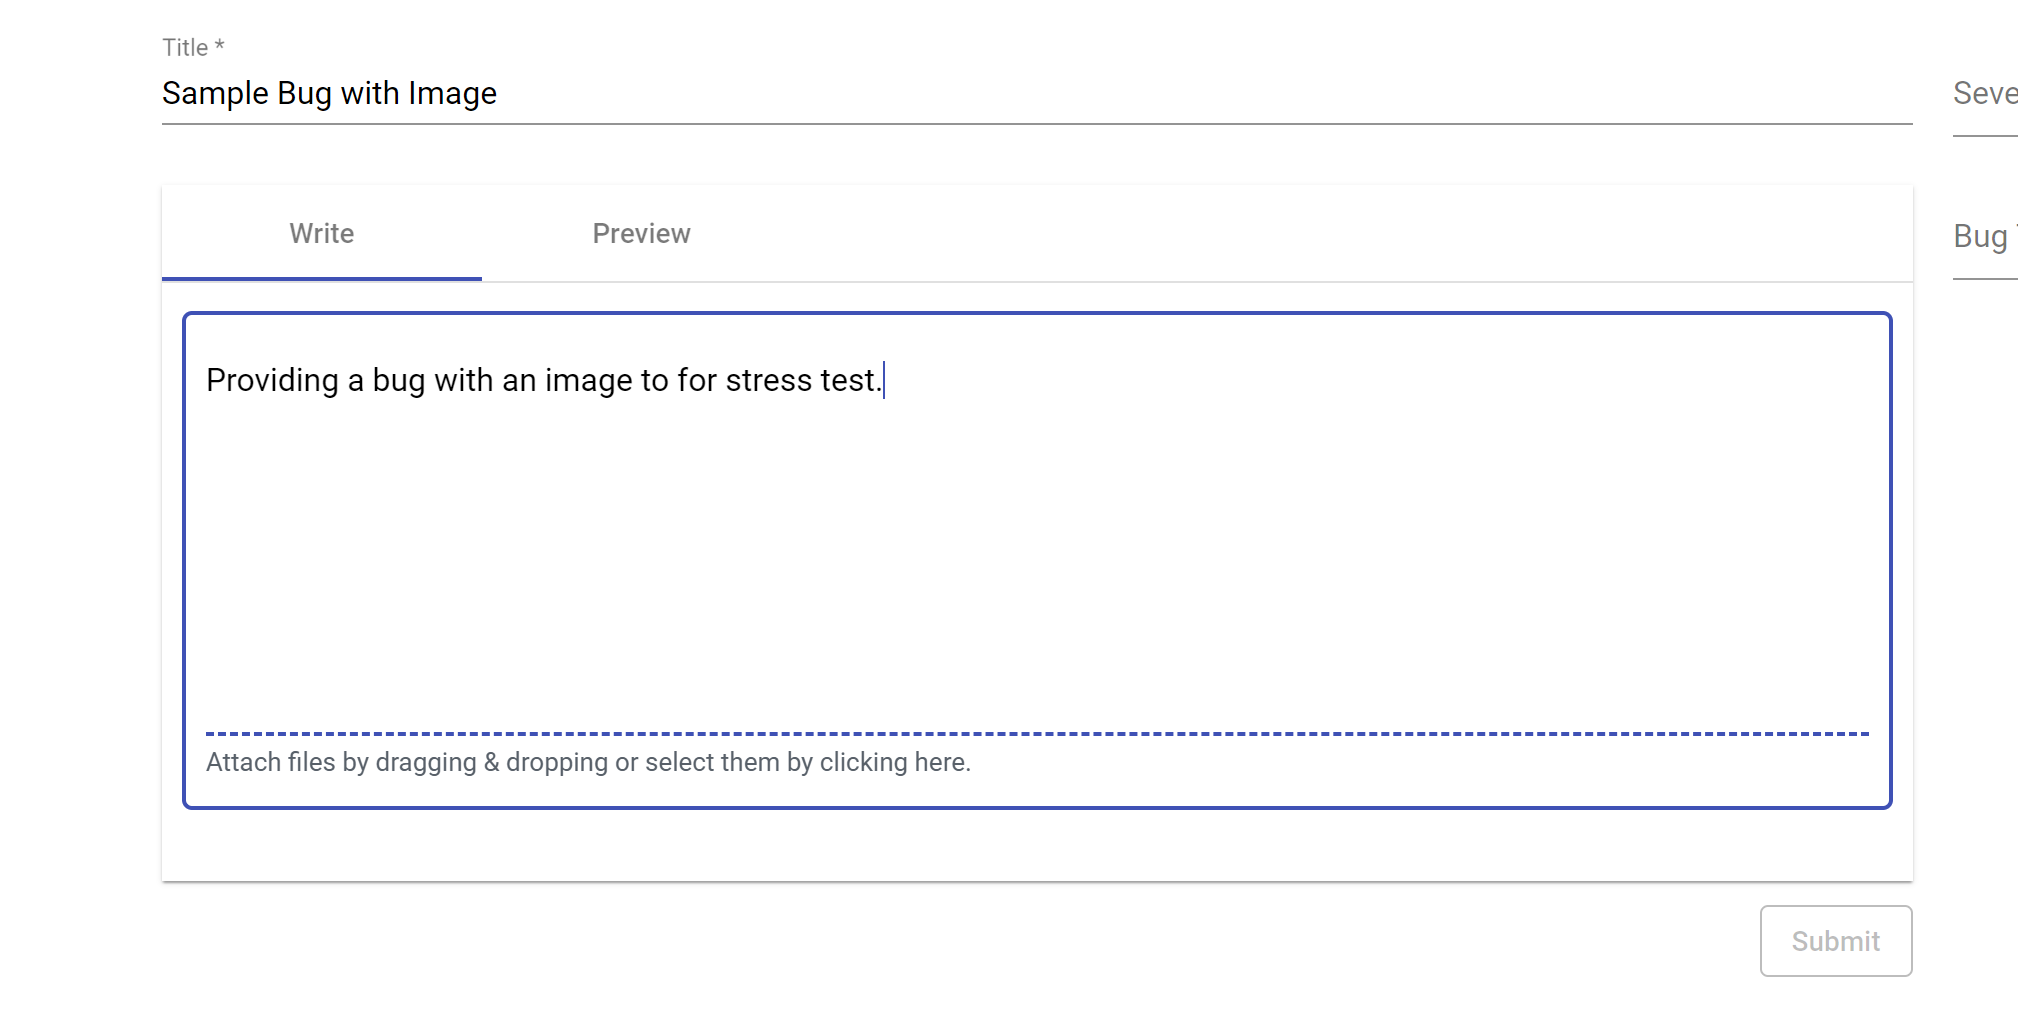 Title *
Sample Bug with Image
Seve
Bug
Write
Preview
Providing a bug with an image to for stress test.
Attach files by dragging & dropping or select them by clicking here.
Submit